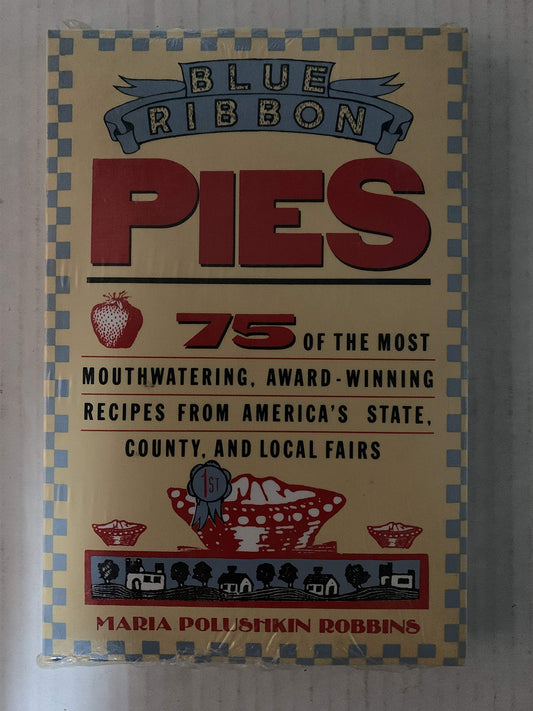 BLUE
RIBBON
PIES
75 OF THE MOST
MOUTHWATERING, AWARD-WINNING
RECIPES FROM AMERICA'S STATE,
COUNTY, AND LOCAL FAIRS
1ST
MARIA POLUSHKIN ROBBINS